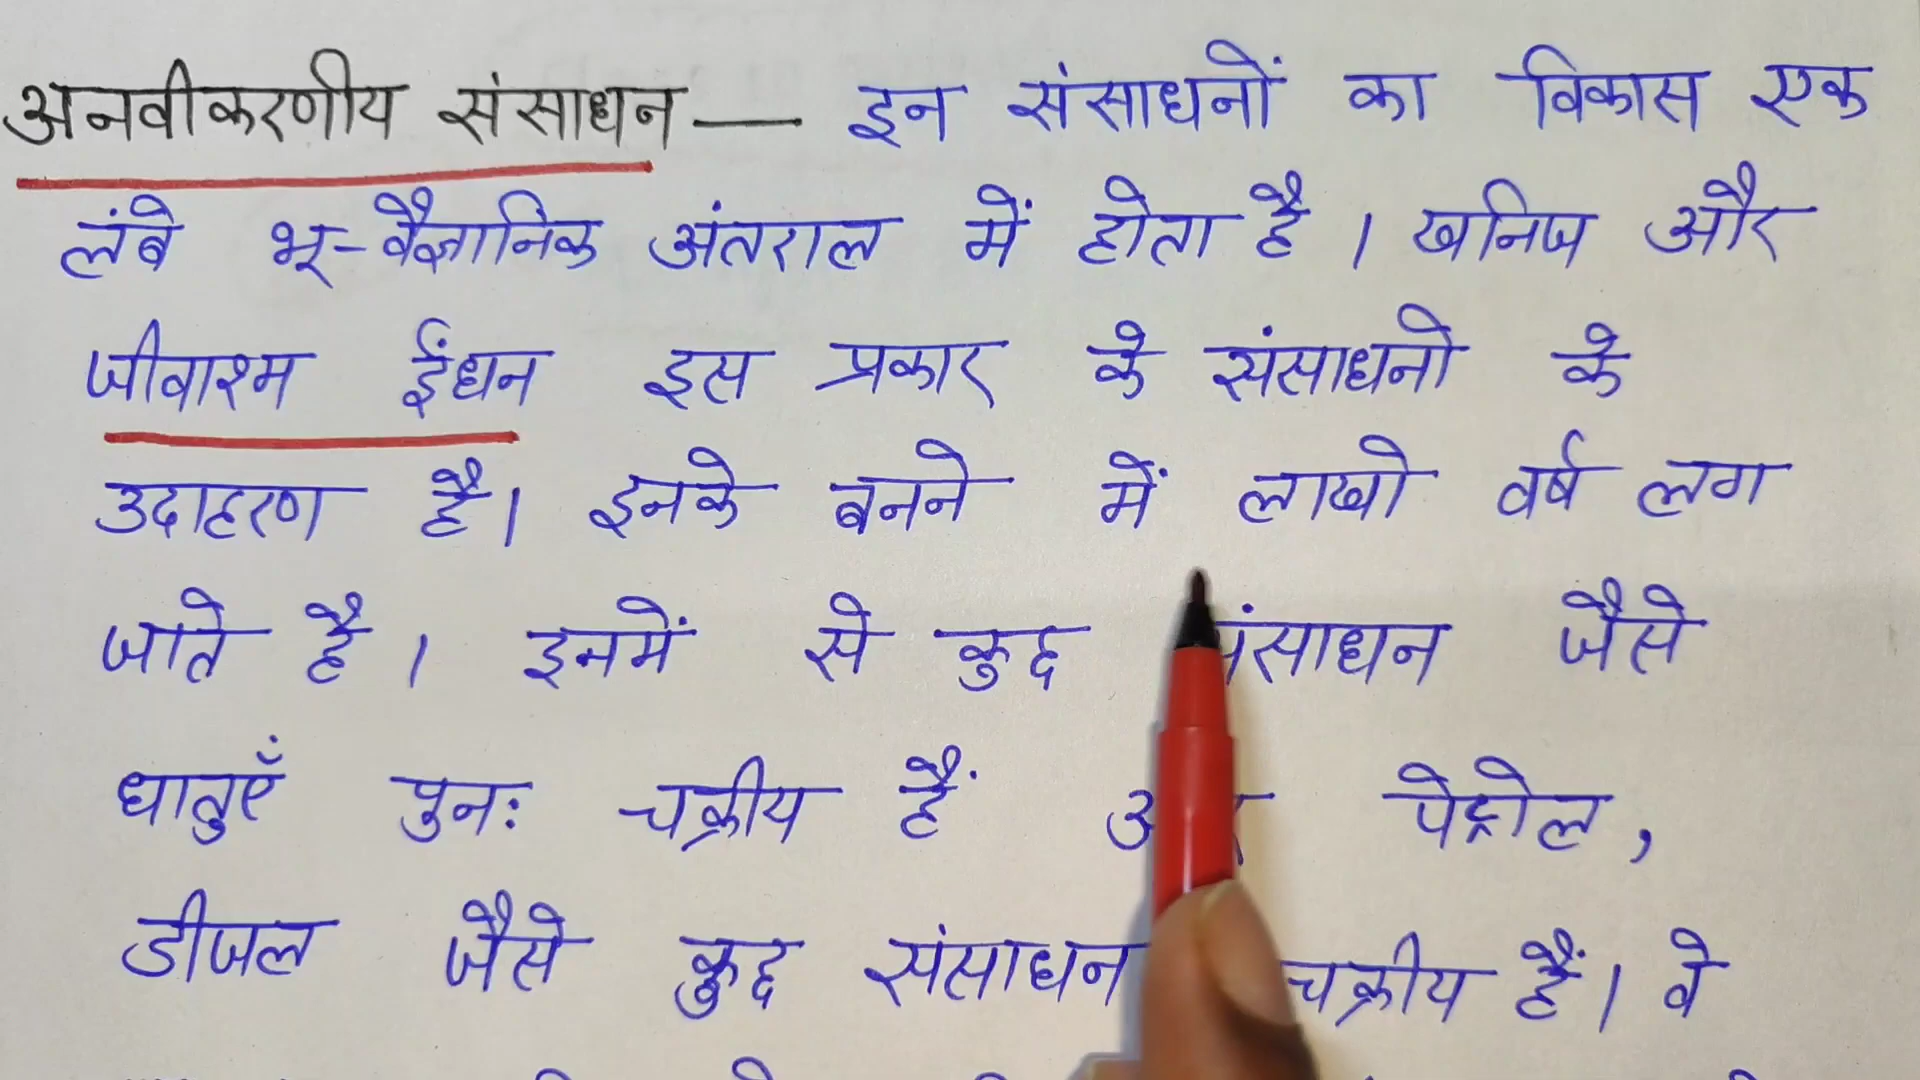 अनवीकरणीय संसाधन — इन संसाधनों का विकास एक
लंबे भू-वैज्ञानिक अंतराल में होता है । खनिज और
जीवाश्म ईंधन इस प्रकार के संसाधनो के
उदाहरण है। इनके बनने में लाखो वर्ष लग
जाते है । इनमें से कुछ संसाधन जैसे
धातुएँ पुनः चक्रीय हैं पेट्रोल,
डीजल जैसे कुछ संसाधन चक्रीय हैं। वे